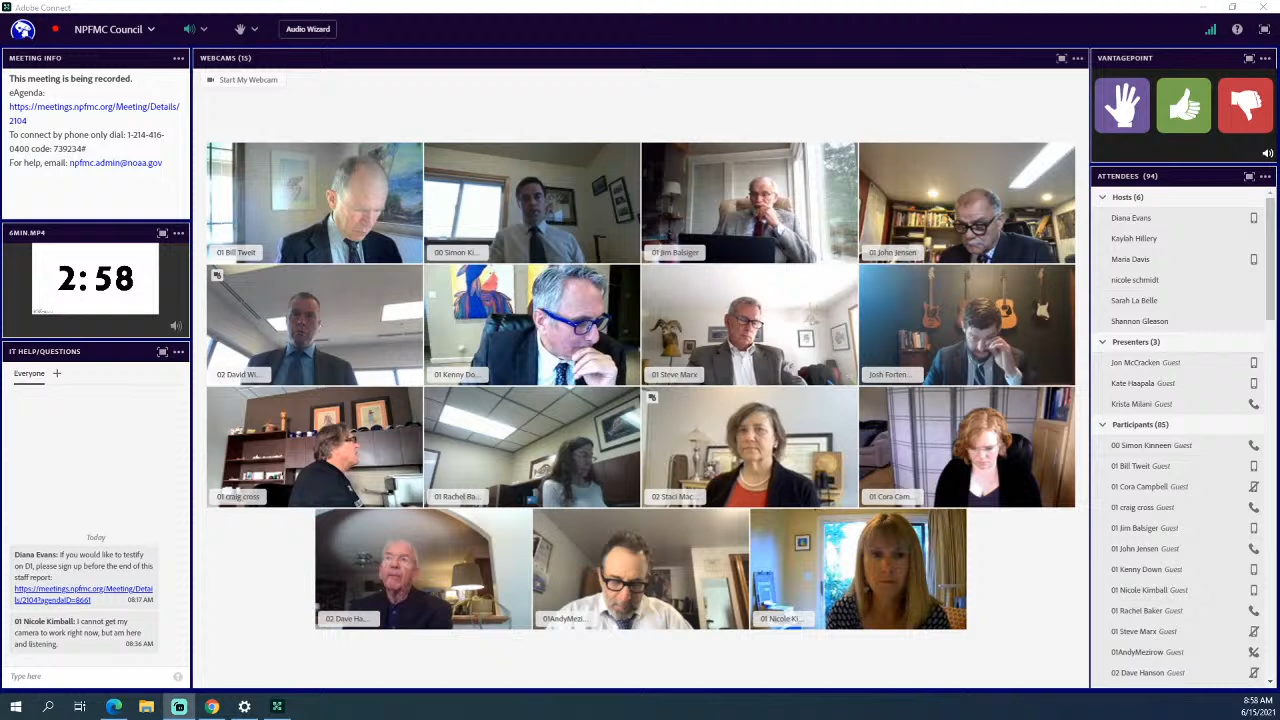 Adobe Connect
NPFMC Council
Audio Wizard
MEETING INFO
This meeting is being recorded.
eAgenda:
https://meetings.npfmc.org/Meeting/Details/
2104
To connect by phone only dial: 1-214-416-
0400 code: 739234#
For help, email: npfmc.admin@noaa.gov
6MIN.MP4
2:58
IT HELP/QUESTIONS
Everyone
Today
Diana Evans: If you would like to testify
on D1, please sign up before the end of this
staff report:
https://meetings.npfmc.org/Meeting/Detai
ls/2104?agendaID=8661
08:17 AM
01 Nicole Kimball: I cannot get my
camera to work right now, but am here
and listening.
08:36 AM
Type here
WEBCAMS (15)
Start My Webcam
01 Bill Tweit
00 Simon Ki...
01 Jim Balsiger
01 John Jensen
02 David Wi...
01 Kenny Do...
01 Steve Marx
Josh Forten...
01 craig cross
01 Rachel Ba...
02 Staci Mac...
01 Cora Cam...
02 Dave Ha...
01AndyMezi...
01 Nicole Ki...
VANTAGEPOINT
ATTENDEES (94)
Hosts (6)
Diana Evans
Kaylah Hillery
Maria Davis
nicole schmidt
Sarah La Belle
Shannon Gleason
Presenters (3)
Jon McCracken Guest
Kate Haapala Guest
Krista Milani Guest
Participants (85)
00 Simon Kinneen Guest
01 Bill Tweit Guest
01 Cora Campbell Guest
01 craig cross Guest
01 Jim Balsiger Guest
01 John Jensen Guest
01 Kenny Down Guest
01 Nicole Kimball Guest
01 Rachel Baker Guest
01 Steve Marx Guest
01AndyMezirow Guest
02 Dave Hanson Guest
8:58 AM
6/15/2021